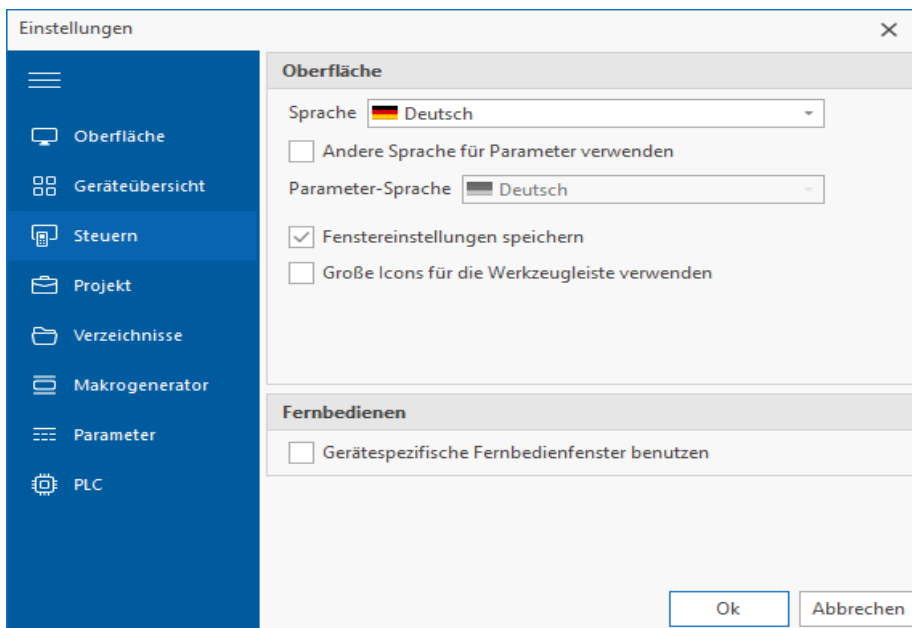 Einstellungen
Oberfläche
Geräteübersicht
Steuern
Projekt
Verzeichnisse
Makrogenerator
Parameter
PLC
Oberfläche
Sprache Deutsch
Andere Sprache für Parameter verwenden
Parameter-Sprache Deutsch
Fenstereinstellungen speichern
Große Icons für die Werkzeugleiste verwenden
Fernbedienen
Gerätespezifische Fernbedienfenster benutzen
Ok Abbrechen